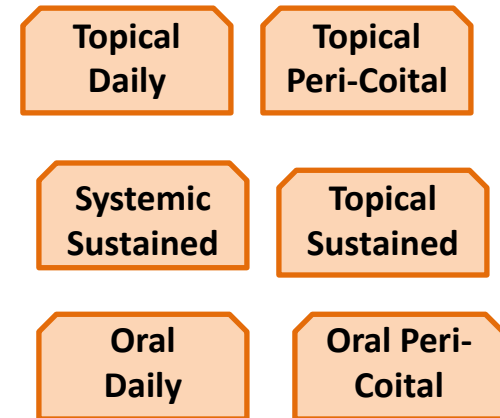 Topical
Daily
Topical
Peri-Coital
Systemic
Sustained
Topical
Sustained
Oral
Daily
Oral Peri-
Coital